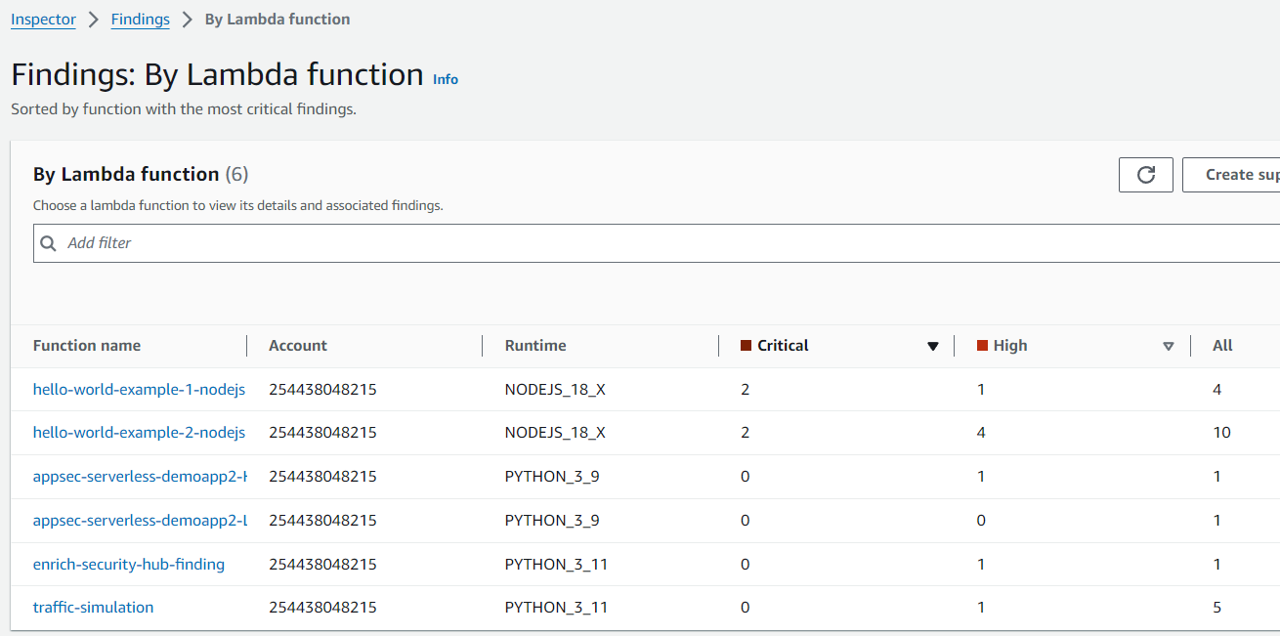 Inspector > Findings > By Lambda function
Findings: By Lambda function Info
Sorted by function with the most critical findings.
By Lambda function (6)
Create sup
Choose a lambda function to view its details and associated findings.
Add filter
Function name Account Runtime Critical High All
hello-world-example-1-nodejs 254438048215 NODEJS_18_X 2 1 4
hello-world-example-2-nodejs 254438048215 NODEJS_18_X 2 4 10
appsec-serverless-demoapp2-H 254438048215 PYTHON_3_9 0 1 1
appsec-serverless-demoapp2-L 254438048215 PYTHON_3_9 0 0 1
enrich-security-hub-finding 254438048215 PYTHON_3_11 0 1 1
traffic-simulation 254438048215 PYTHON_3_11 0 1 5